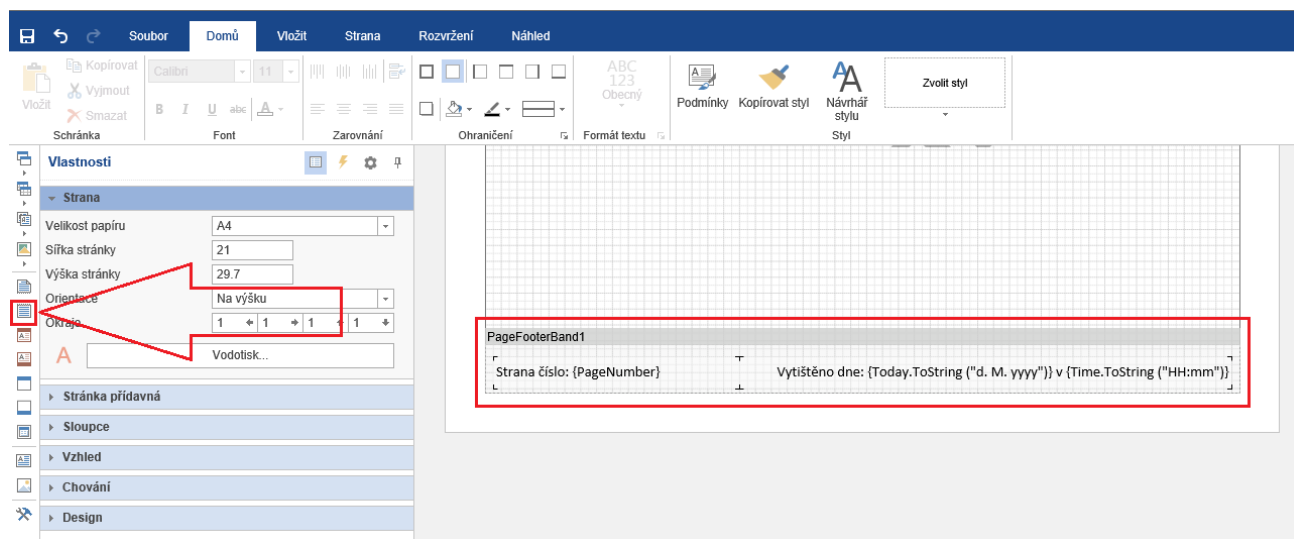 Soubor Domů Vložit Strana Rozvržení Náhled
Vložit
Kopírovat
Vyjmout
Smazat
Schránka
Calibri 11
B I U abc A
Font
Zarovnání
Ohraničení
ABC
123
Obecný
Formát textu
Podmínky
Kopírovat styl
Návrhář
stylu
Zvolit styl
Styl
Vlastnosti
Strana
Velikost papíru A4
Šířka stránky 21
Výška stránky 29.7
Orientace Na výšku
Okraje 1 1 1 1
A Vodotisk...
Stránka přídavná
Sloupce
Vzhled
Chování
Design
PageFooterBand1
Strana číslo: {PageNumber} Vytištěno dne: {Today.ToString ("d. M. yyyy")} v {Time.ToString ("HH:mm")}